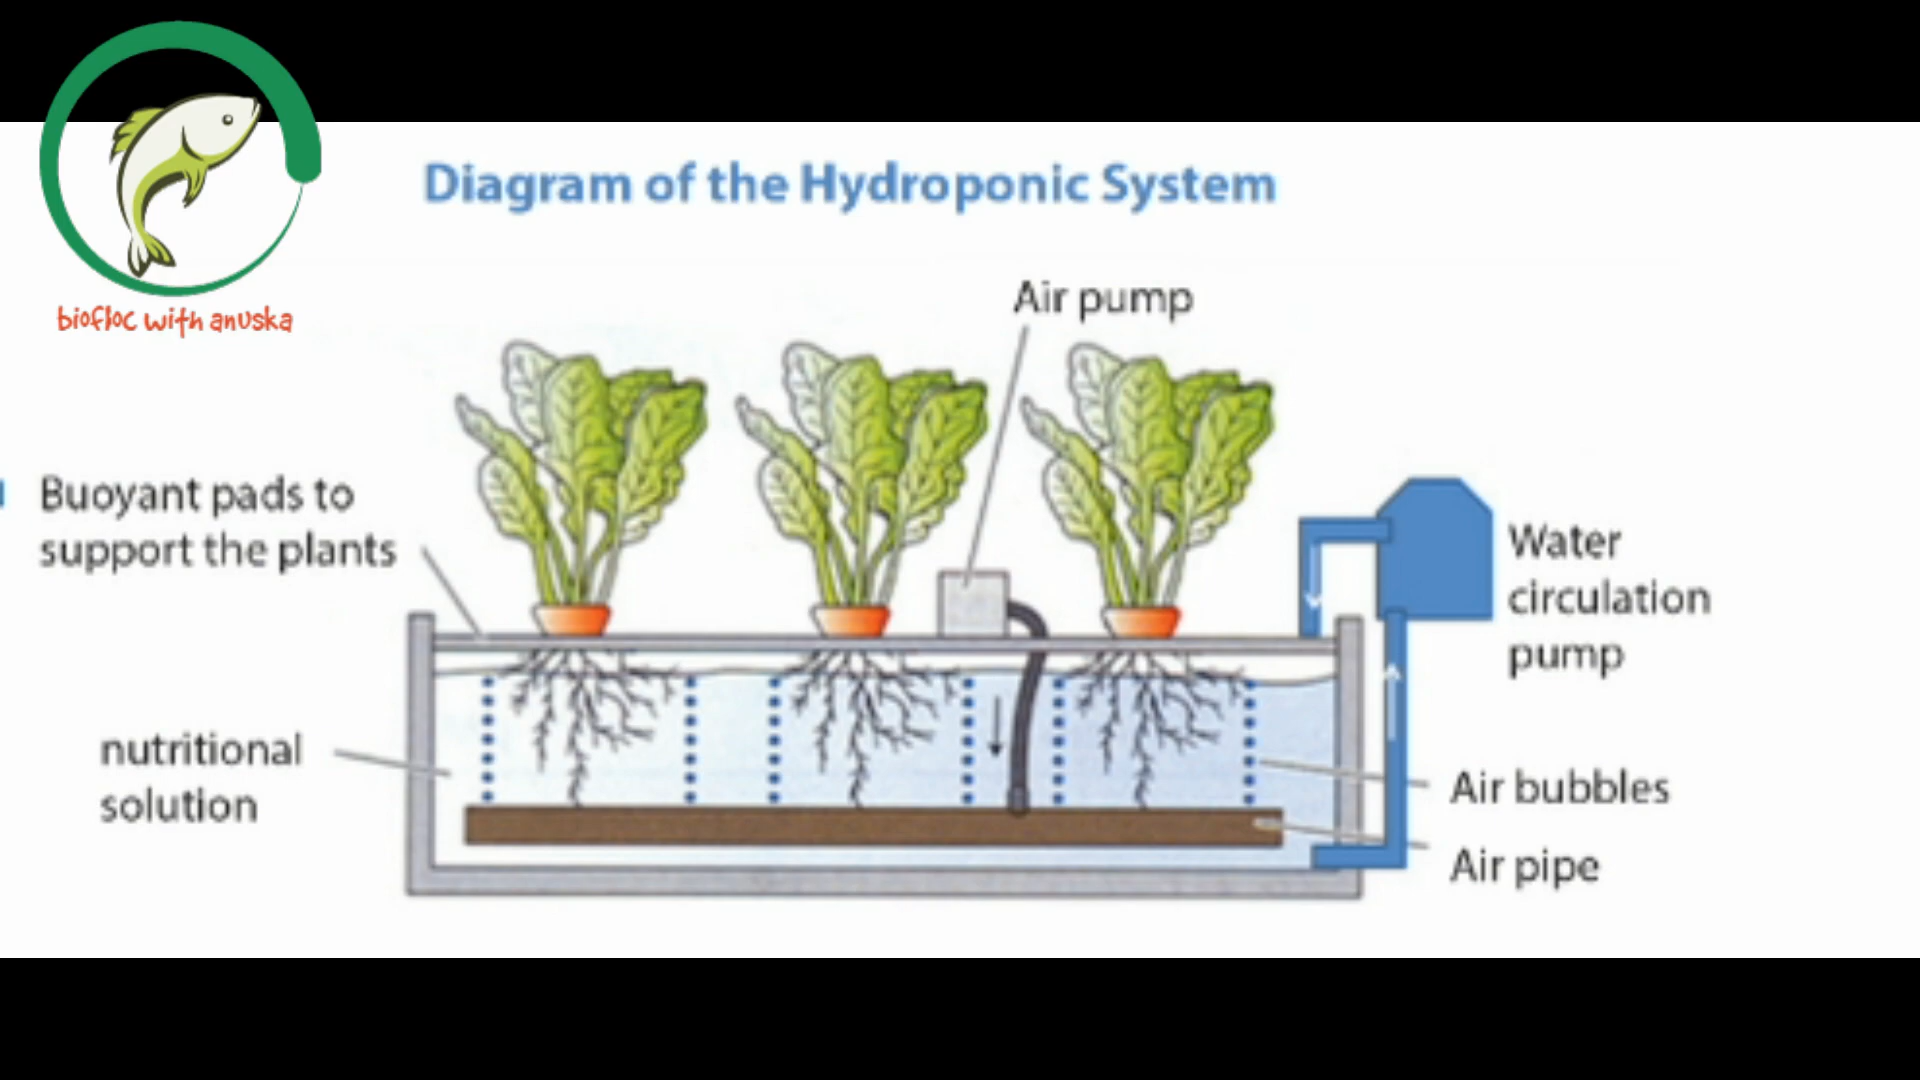 Diagram of the Hydroponic System
biofloc with anuska
Air pump
Buoyant pads to
support the plants
Water
circulation
pump
nutritional
solution
Air bubbles
Air pipe